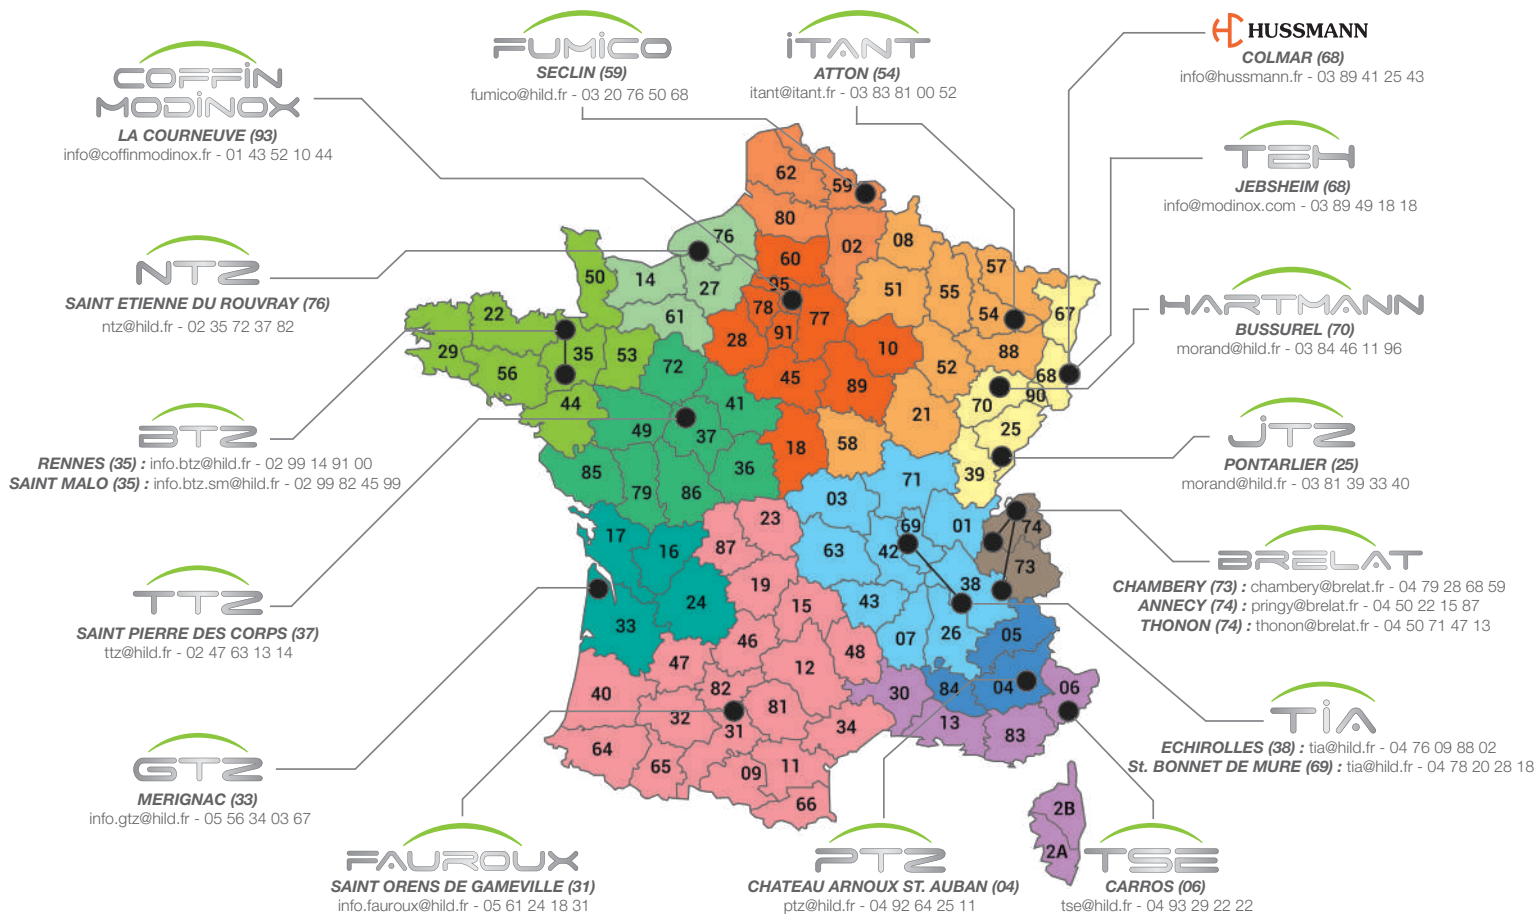 COFFIN
MODINOX
LA COURNEUVE (93)
info@coffinmodinox.fr - 01 43 52 10 44
FUMICO
SECLIN (59)
fumico@hild.fr - 03 20 76 50 68
iTANT
ATTON (54)
itant@itant.fr - 03 83 81 00 52
HUSSMANN
COLMAR (68)
info@hussmann.fr - 03 89 41 25 43
TEH
JEBSHEIM (68)
info@modinox.com - 03 89 49 18 18
NTZ
SAINT ETIENNE DU ROUVRAY (76)
ntz@hild.fr - 02 35 72 37 82
HARTMANN
BUSSUREL (70)
morand@hild.fr - 03 84 46 11 96
BTZ
RENNES (35) : info.btz@hild.fr - 02 99 14 91 00
SAINT MALO (35) : info.btz.sm@hild.fr - 02 99 82 45 99
JTZ
PONTARLIER (25)
morand@hild.fr - 03 81 39 33 40
BRELAT
CHAMBERY (73) : chambery@brelat.fr - 04 79 28 68 59
ANNECY (74) : pringy@brelat.fr - 04 50 22 15 87
THONON (74) : thonon@brelat.fr - 04 50 71 47 13
TTZ
SAINT PIERRE DES CORPS (37)
ttz@hild.fr - 02 47 63 13 14
TiA
ECHIROLLES (38) : tia@hild.fr - 04 76 09 88 02
St. BONNET DE MURE (69) : tia@hild.fr - 04 78 20 28 18
GTZ
MERIGNAC (33)
info.gtz@hild.fr - 05 56 34 03 67
FAUROUX
SAINT ORENS DE GAMEVILLE (31)
info.fauroux@hild.fr - 05 61 24 18 31
PTZ
CHATEAU ARNOUX ST. AUBAN (04)
ptz@hild.fr - 04 92 64 25 11
TSE
CARROS (06)
tse@hild.fr - 04 93 29 22 22
62
59
80
76
02
08
60
50
14
27
95
51
55
57
78
77
54
67
22
61
91
28
10
88
29
35
53
72
56
45
89
52
68
90
44
41
70
21
49
37
18
58
25
85
36
39
71
79
86
03
23
69
01
74
17
16
87
63
42
73
19
38
24
15
43
33
46
07
26
05
47
12
48
40
82
30
84
04
06
32
81
31
34
13
83
64
65
09
11
66
2B
2A